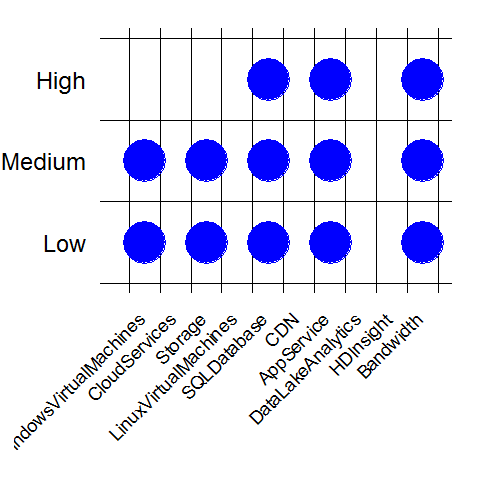 High
Medium
Low
ndowsVirtualMachines
CloudServices
Storage
LinuxVirtualMachines
SQLDatabase
CDN
AppService
DataLakeAnalytics
HDInsight
Bandwidth